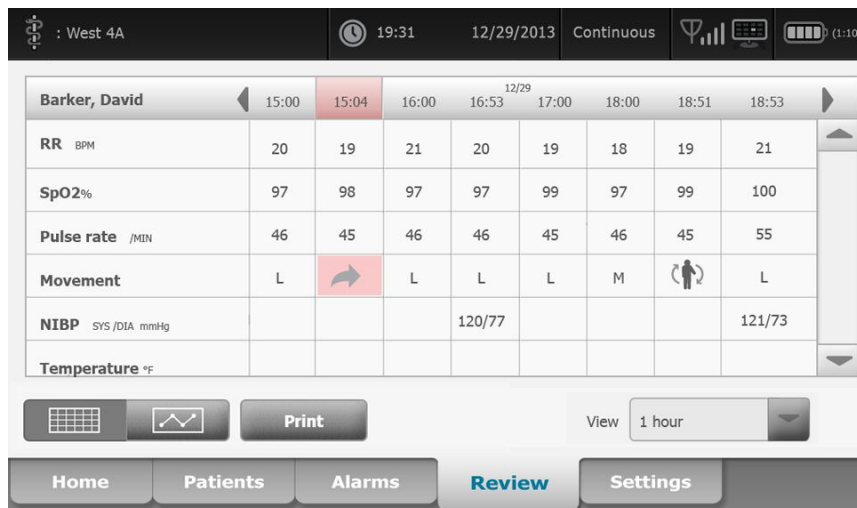 : West 4A 19:31 12/29/2013 Continuous (1:10
12/29
Barker, David 15:00 15:04 16:00 16:53 17:00 18:00 18:51 18:53
RR BPM 20 19 21 20 19 18 19 21
SpO2% 97 98 97 97 99 97 99 100
Pulse rate /MIN 46 45 46 46 45 46 45 55
Movement L L L L M L
NIBP SYS /DIA mmHg 120/77 121/73
Temperature °F
Print View 1 hour
Home Patients Alarms Review Settings